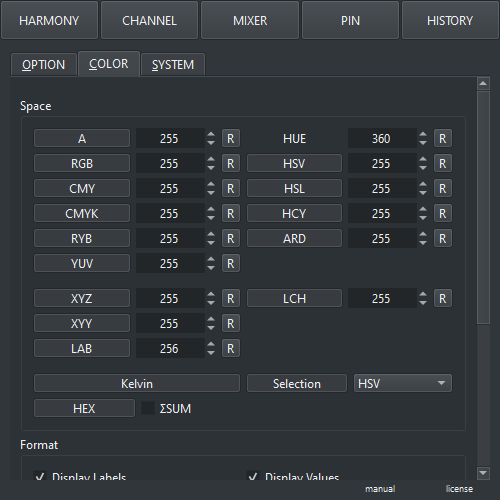 HARMONY CHANNEL MIXER PIN HISTORY
OPTION COLOR SYSTEM
Space
A 255 R HUE 360 R
RGB 255 R HSV 255 R
CMY 255 R HSL 255 R
CMYK 255 R HCY 255 R
RYB 255 R ARD 255 R
YUV 255 R
XYZ 255 R LCH 255 R
XYY 255 R
LAB 256 R
Kelvin Selection HSV
HEX ΣSUM
Format
Display Labels Display Values
manual license